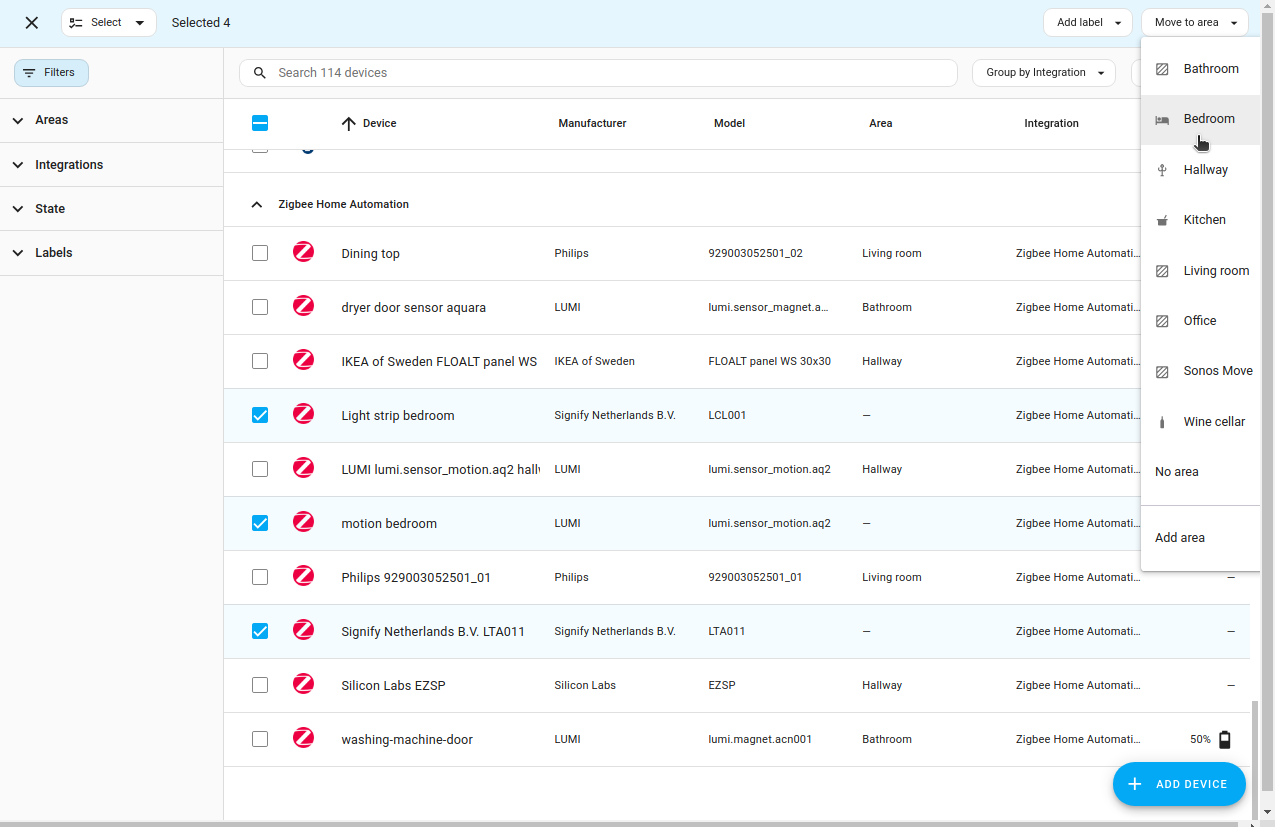 Select
Selected 4
Add label
Move to area
Filters
Search 114 devices
Group by Integration
Areas
Integrations
State
Labels
Device Manufacturer Model Area Integration
Zigbee Home Automation
Dining top Philips 929003052501_02 Living room Zigbee Home Automati…
dryer door sensor aquara LUMI lumi.sensor_magnet.a… Bathroom Zigbee Home Automati…
IKEA of Sweden FLOALT panel WS IKEA of Sweden FLOALT panel WS 30x30 Hallway Zigbee Home Automati…
Light strip bedroom Signify Netherlands B.V. LCL001 — Zigbee Home Automati…
LUMI lumi.sensor_motion.aq2 LUMI lumi.sensor_motion.aq2 Hallway Zigbee Home Automati…
motion bedroom LUMI lumi.sensor_motion.aq2 — Zigbee Home Automati…
Philips 929003052501_01 Philips 929003052501_01 Living room Zigbee Home Automati… —
Signify Netherlands B.V. LTA011 Signify Netherlands B.V. LTA011 — Zigbee Home Automati… —
Silicon Labs EZSP Silicon Labs EZSP Hallway Zigbee Home Automati… —
washing-machine-door LUMI lumi.magnet.acn001 Bathroom Zigbee Home Automati… 50%
Bathroom
Bedroom
Hallway
Kitchen
Living room
Office
Sonos Move
Wine cellar
No area
Add area
ADD DEVICE